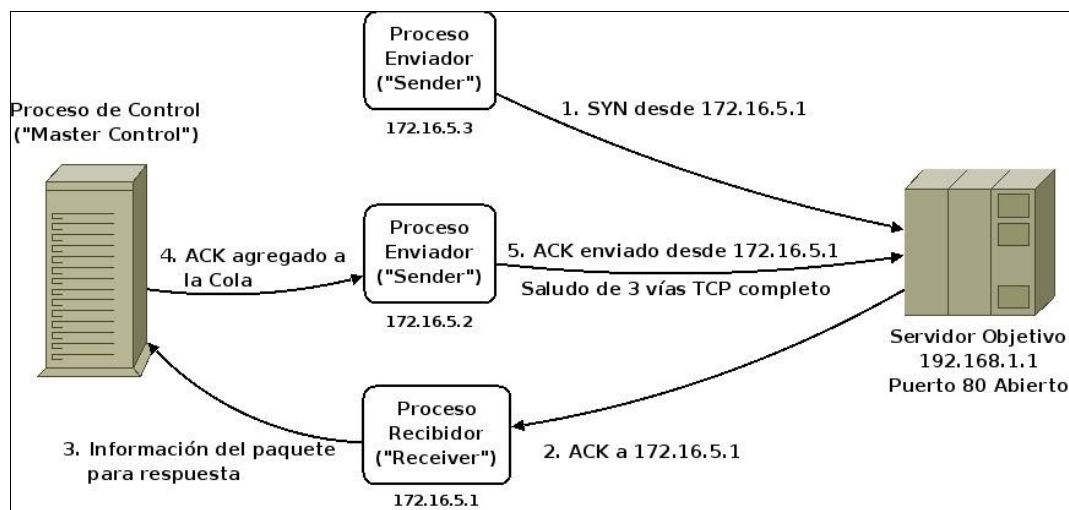 Proceso
Enviador
("Sender")
172.16.5.3
1. SYN desde 172.16.5.1
Proceso de Control
("Master Control")
4. ACK agregado a
la Cola
Proceso
Enviador
("Sender")
172.16.5.2
5. ACK enviado desde 172.16.5.1
Saludo de 3 vías TCP completo
Servidor Objetivo
192.168.1.1
Puerto 80 Abierto
3. Información del paquete
para respuesta
Proceso
Recibidor
("Receiver")
172.16.5.1
2. ACK a 172.16.5.1